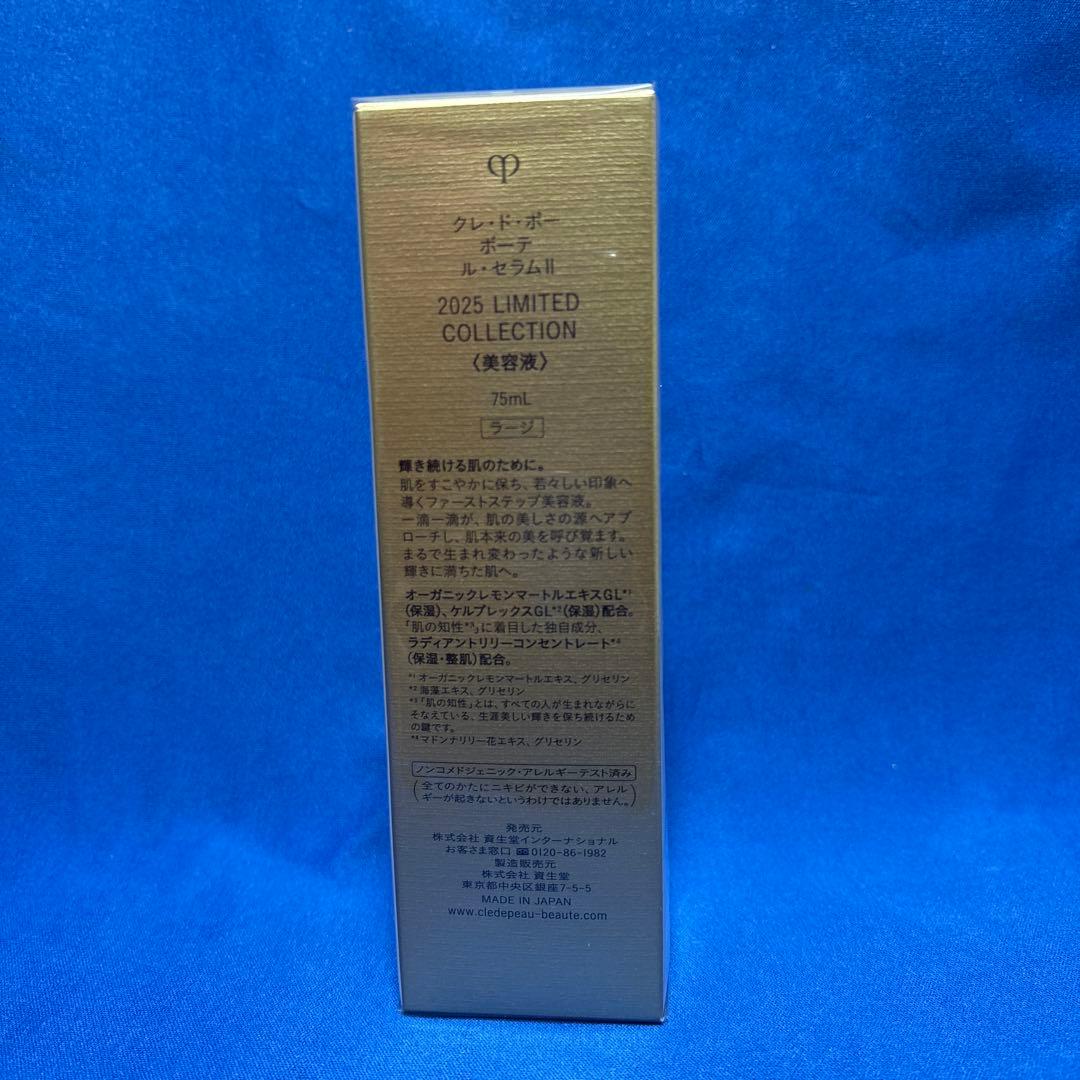 クレ・ド・ポー
ボーテ
ル・セラムⅡ
2025 LIMITED
COLLECTION
〈美容液〉
75mL
ラージ
輝き続ける肌のために。
肌をすこやかに保ち、若々しい印象へ
導くファーストステップ美容液。
一滴一滴が、肌の美しさの源へアプ
ローチし、肌本来の美を呼び覚ます。
まるで生まれ変わったような新しい
輝きに満ちた肌へ。
オーガニックレモンマートルエキスGL*1
(保湿)、ケルプレックスGL*2(保湿)配合。
「肌の知性*3」に着目した独自成分、
ラディアントリリーコンセントレート*4
(保湿・整肌)配合。
*1 オーガニックレモンマートルエキス、グリセリン
*2 海藻エキス、グリセリン
*3「肌の知性」とは、すべての人が生まれながらに
そなえている、生涯美しい輝きを保ち続けるため
の鍵です。
*4 マドンナリリー花エキス、グリセリン
ノンコメドジェニック・アレルギーテスト済み
(全てのかたにニキビができない、アレル
ギーが起きないというわけではありません。)
発売元
株式会社 資生堂インターナショナル
お客さま窓口 0120-86-1982
製造販売元
株式会社 資生堂
東京都中央区銀座7-5-5
MADE IN JAPAN
www.cledepeau-beaute.com